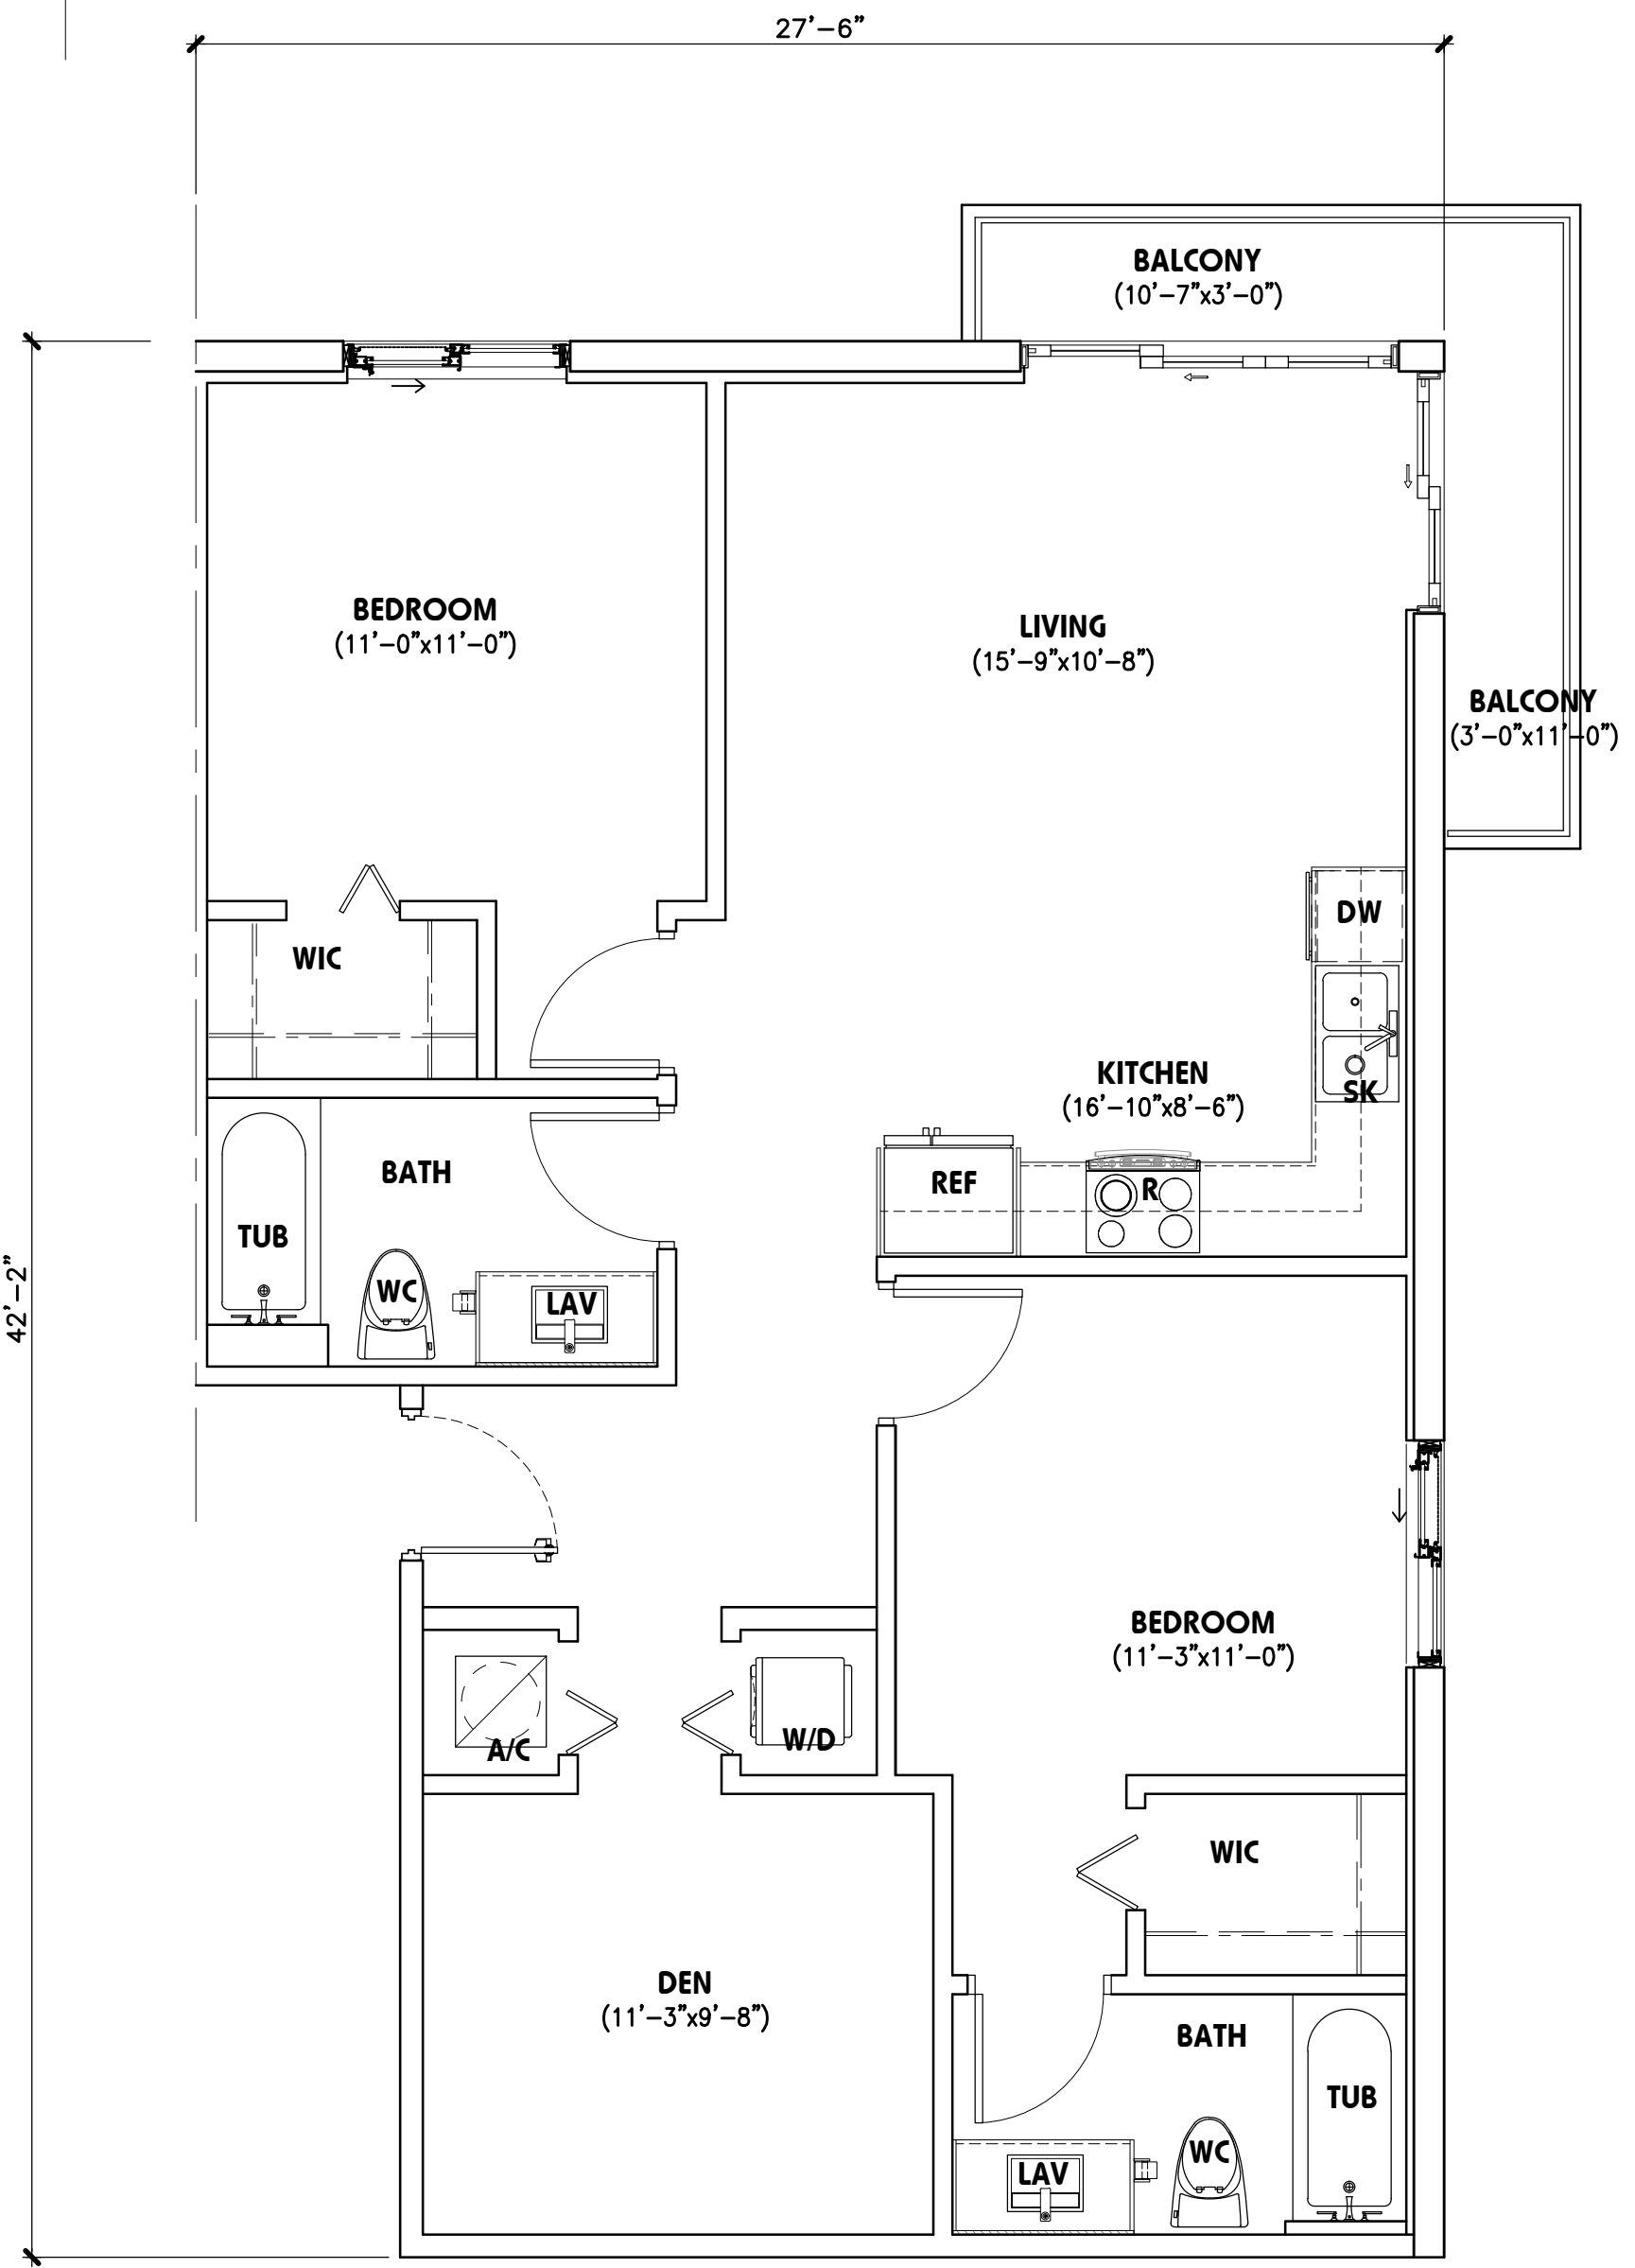 27'-6"
BALCONY
(10'-7"x3'-0")
BEDROOM
(11'-0"x11'-0")
LIVING
(15'-9"x10'-8")
BALCONY
(3'-0"x11'-0")
DW
WIC
KITCHEN
(16'-10"x8'-6")
SK
BATH
REF
R
TUB
WC
LAV
42'-2"
BEDROOM
(11'-3"x11'-0")
A/C
W/D
WIC
DEN
(11'-3"x9'-8")
BATH
TUB
WC
LAV